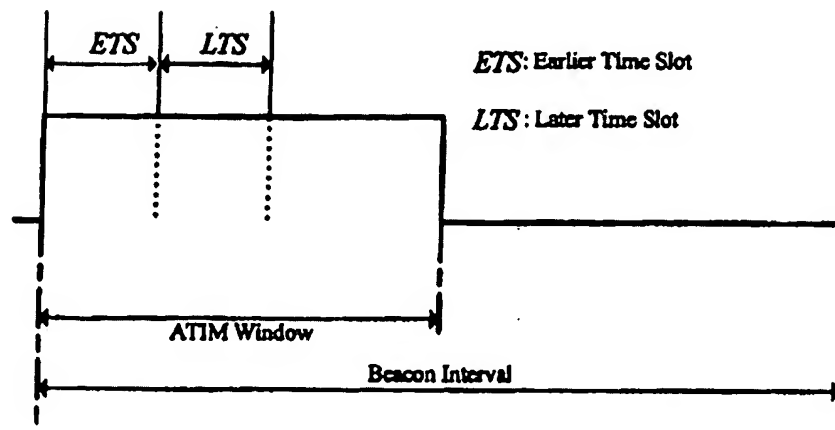 ETS LTS
ETS: Earlier Time Slot
LTS: Later Time Slot
ATIM Window
Beacon Interval